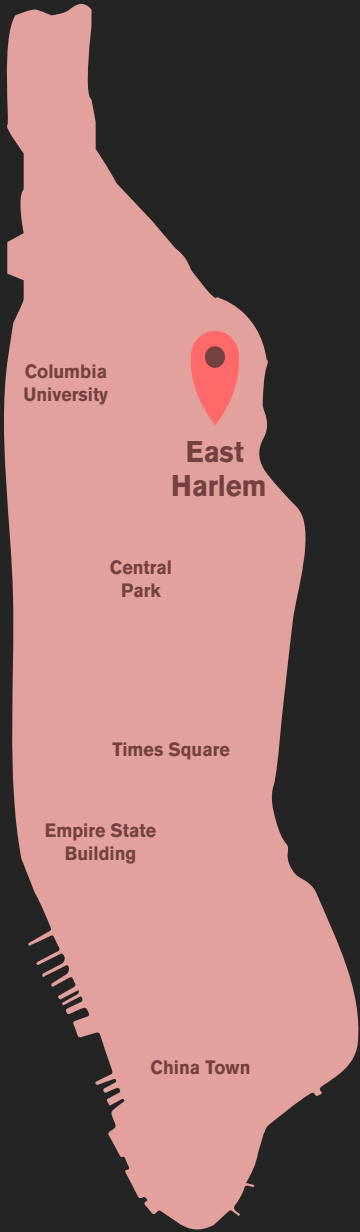 Columbia
University
East
Harlem
Central
Park
Times Square
Empire State
Building
China Town